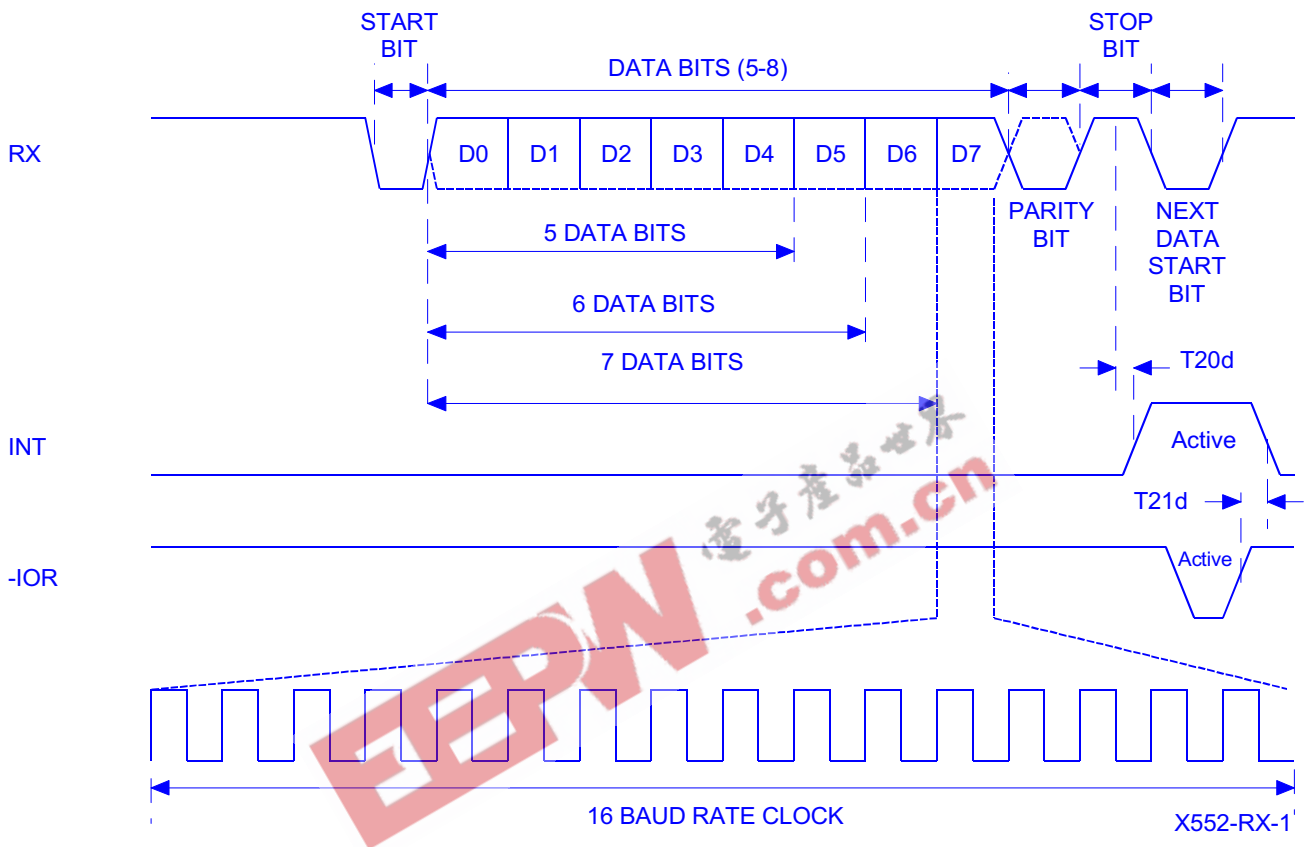 START
BIT
STOP
BIT
DATA BITS (5-8)
RX
D0 D1 D2 D3 D4 D5 D6 D7
PARITY
BIT
NEXT
DATA
START
BIT
5 DATA BITS
6 DATA BITS
7 DATA BITS
T20d
INT
Active
T21d
-IOR
Active
電子産品世界
EEPW
.com.cn
16 BAUD RATE CLOCK
X552-RX-1